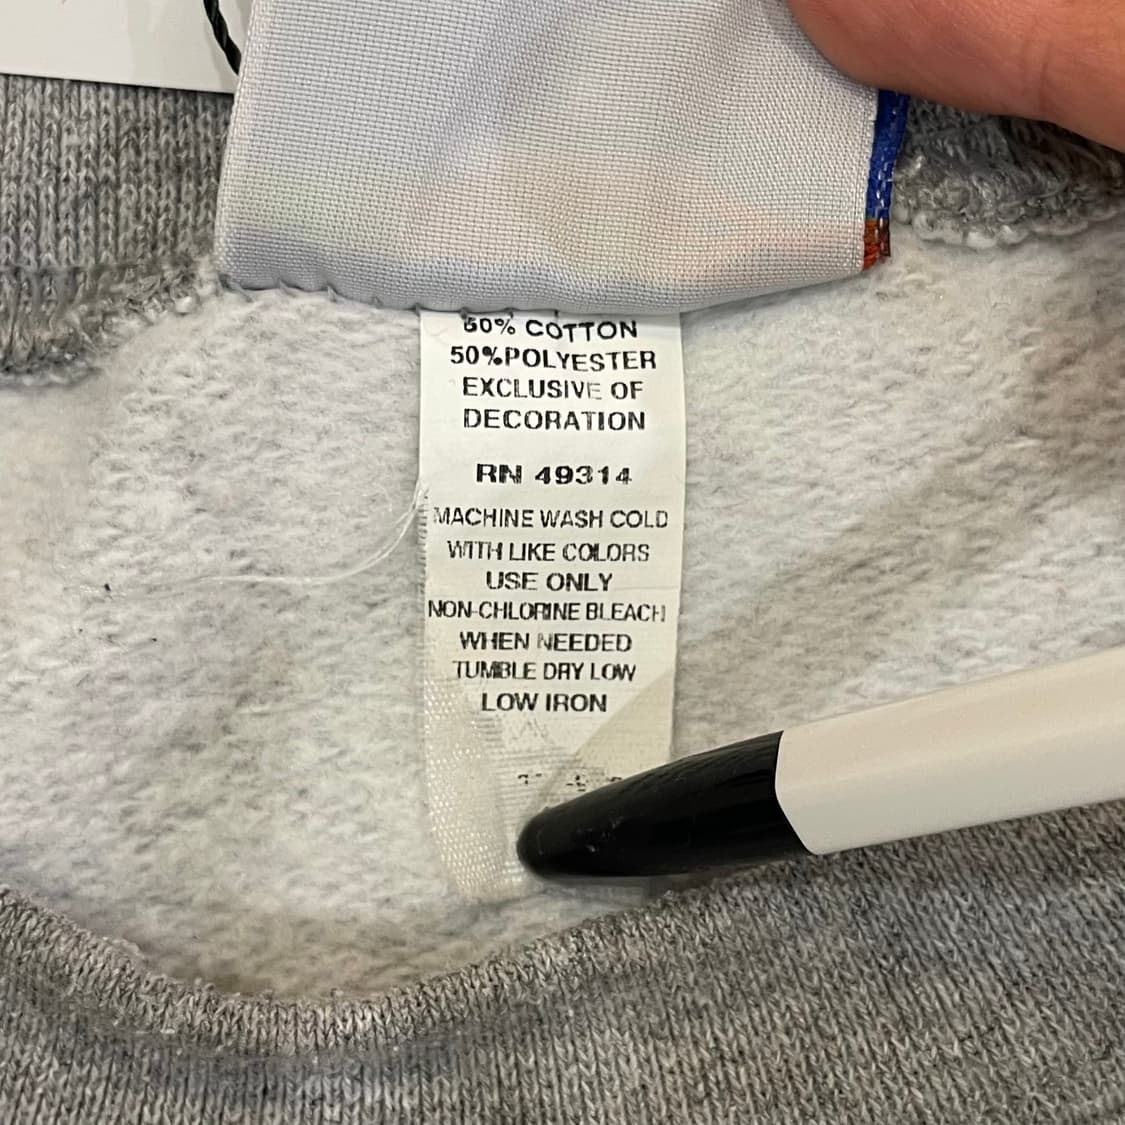 50% COTTON
50%POLYESTER
EXCLUSIVE OF
DECORATION
RN 49314
MACHINE WASH COLD
WITH LIKE COLORS
USE ONLY
NON-CHLORINE BLEACH
WHEN NEEDED
TUMBLE DRY LOW
LOW IRON